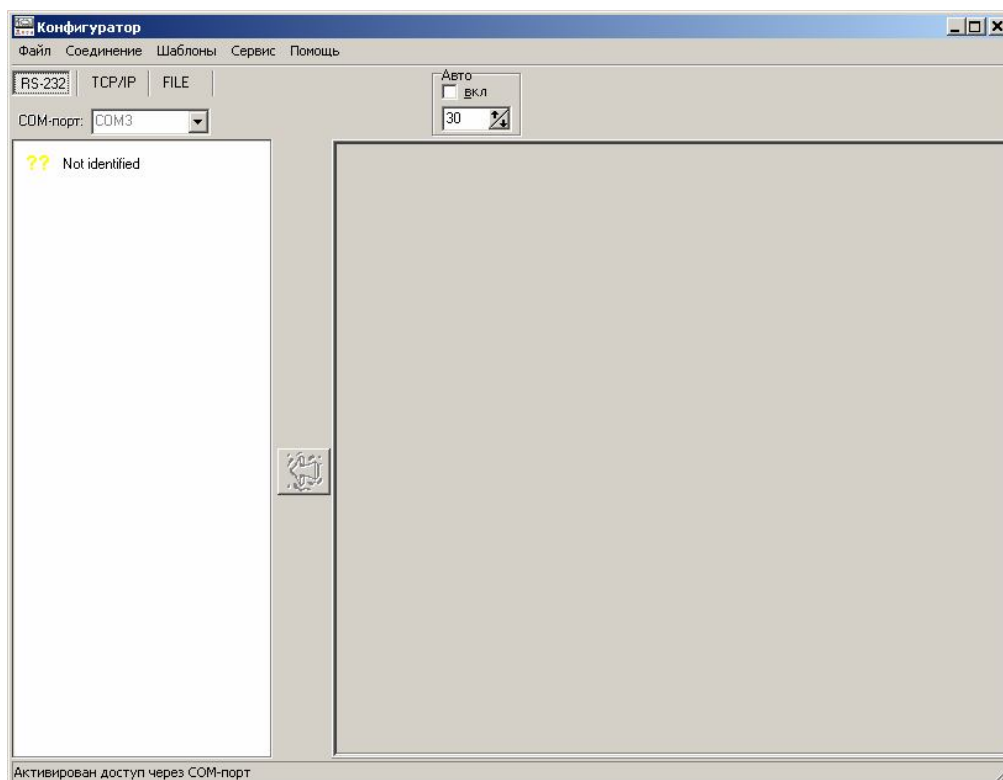 Конфигуратор
Файл Соединение Шаблоны Сервис Помощь
RS-232 TCP/IP FILE
Авто
вкл
COM-порт: COM3
30
?? Not identified
Активирован доступ через COM-порт